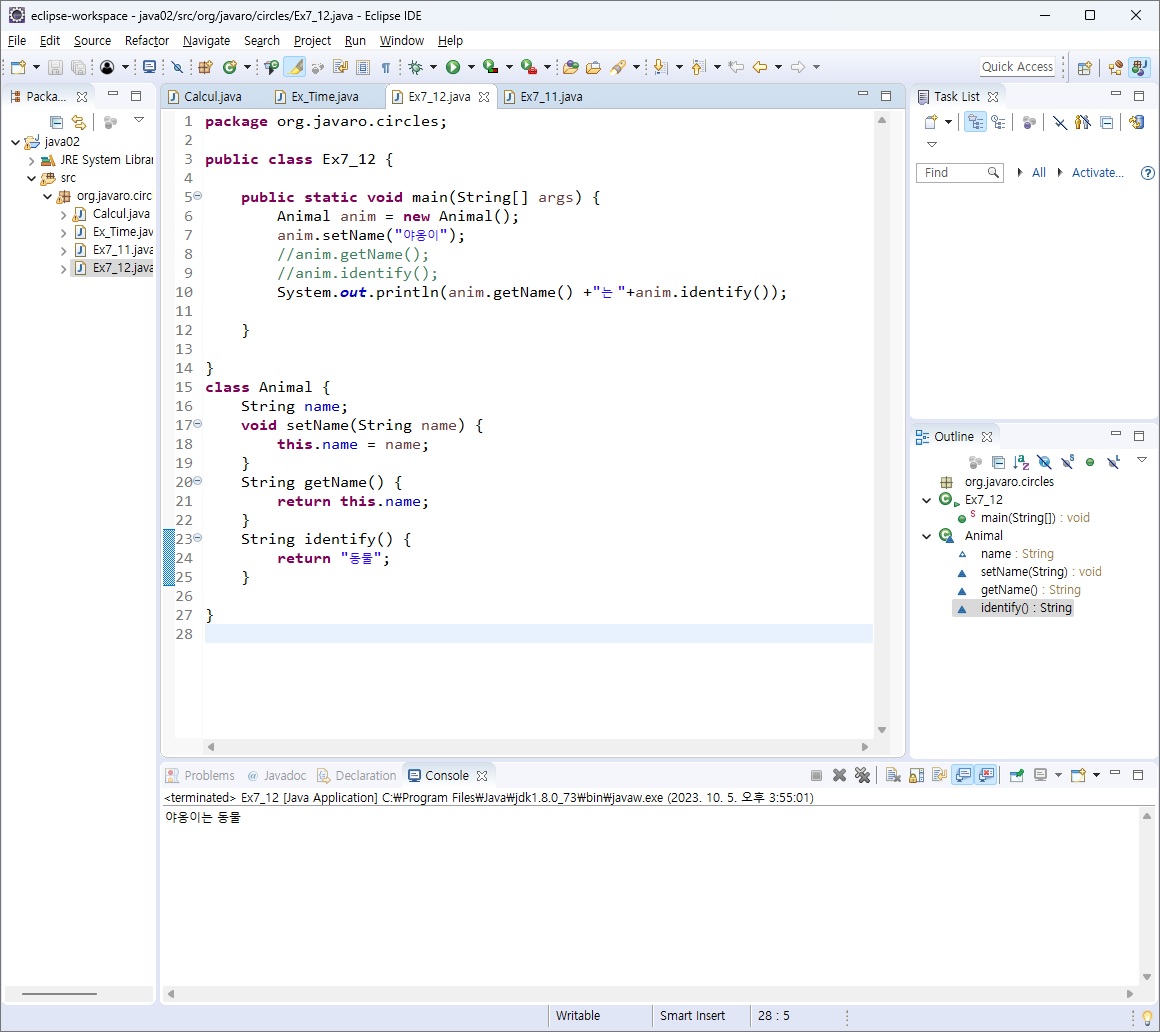 eclipse-workspace - java02/src/org/javaro/circles/Ex7_12.java - Eclipse IDE
File Edit Source Refactor Navigate Search Project Run Window Help
Quick Access
Packa...
java02
JRE System Librar
src
org.javaro.circ
Calcul.java
Ex_Time.jav
Ex7_11.java
Ex7_12.java
Calcul.java Ex_Time.java Ex7_12.java Ex7_11.java
1 package org.javaro.circles;
2
3 public class Ex7_12 {
4
5 public static void main(String[] args) {
6 Animal anim = new Animal();
7 anim.setName("야옹이");
8 //anim.getName();
9 //anim.identify();
10 System.out.println(anim.getName() +"는 "+anim.identify());
11
12 }
13
14 }
15 class Animal {
16 String name;
17 void setName(String name) {
18 this.name = name;
19 }
20 String getName() {
21 return this.name;
22 }
23 String identify() {
24 return "동물";
25 }
26
27 }
28
Task List
Find All Activate...
Outline
org.javaro.circles
Ex7_12
main(String[]) : void
Animal
name : String
setName(String) : void
getName() : String
identify() : String
Problems @ Javadoc Declaration Console
<terminated> Ex7_12 [Java Application] C:₩Program Files₩Java₩jdk1.8.0_73₩bin₩javaw.exe (2023. 10. 5. 오후 3:55:01)
야옹이는 동물
Writable Smart Insert 28 : 5